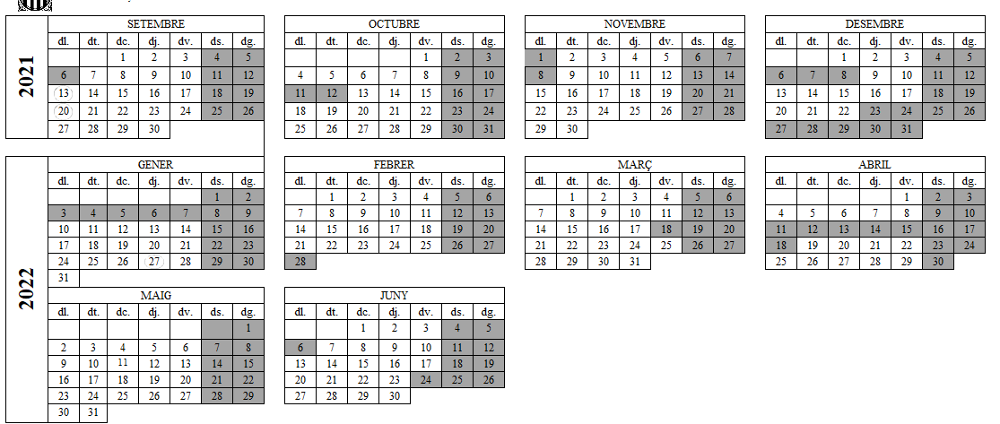 2021
SETEMBRE OCTUBRE NOVEMBRE DESEMBRE
dl. dt. dc. dj. dv. ds. dg. dl. dt. dc. dj. dv. ds. dg. dl. dt. dc. dj. dv. ds. dg. dl. dt. dc. dj. dv. ds. dg.
1 2 3 4 5 1 2 3 1 2 3 4 5 6 7 1 2 3 4 5
6 7 8 9 10 11 12 4 5 6 7 8 9 10 8 9 10 11 12 13 14 6 7 8 9 10 11 12
13 14 15 16 17 18 19 11 12 13 14 15 16 17 15 16 17 18 19 20 21 13 14 15 16 17 18 19
20 21 22 23 24 25 26 18 19 20 21 22 23 24 22 23 24 25 26 27 28 20 21 22 23 24 25 26
27 28 29 30 25 26 27 28 29 30 31 29 30 27 28 29 30 31
2022
GENER FEBRER MARÇ ABRIL
dl. dt. dc. dj. dv. ds. dg. dl. dt. dc. dj. dv. ds. dg. dl. dt. dc. dj. dv. ds. dg. dl. dt. dc. dj. dv. ds. dg.
1 2 1 2 3 4 5 6 1 2 3 4 5 6 1 2 3
3 4 5 6 7 8 9 7 8 9 10 11 12 13 7 8 9 10 11 12 13 4 5 6 7 8 9 10
10 11 12 13 14 15 16 14 15 16 17 18 19 20 14 15 16 17 18 19 20 11 12 13 14 15 16 17
17 18 19 20 21 22 23 21 22 23 24 25 26 27 21 22 23 24 25 26 27 18 19 20 21 22 23 24
24 25 26 27 28 29 30 28 28 29 30 31 25 26 27 28 29 30
31
MAIG JUNY
dl. dt. dc. dj. dv. ds. dg. dl. dt. dc. dj. dv. ds. dg.
1 1 2 3 4 5
2 3 4 5 6 7 8 6 7 8 9 10 11 12
9 10 11 12 13 14 15 13 14 15 16 17 18 19
16 17 18 19 20 21 22 20 21 22 23 24 25 26
23 24 25 26 27 28 29 27 28 29 30
30 31